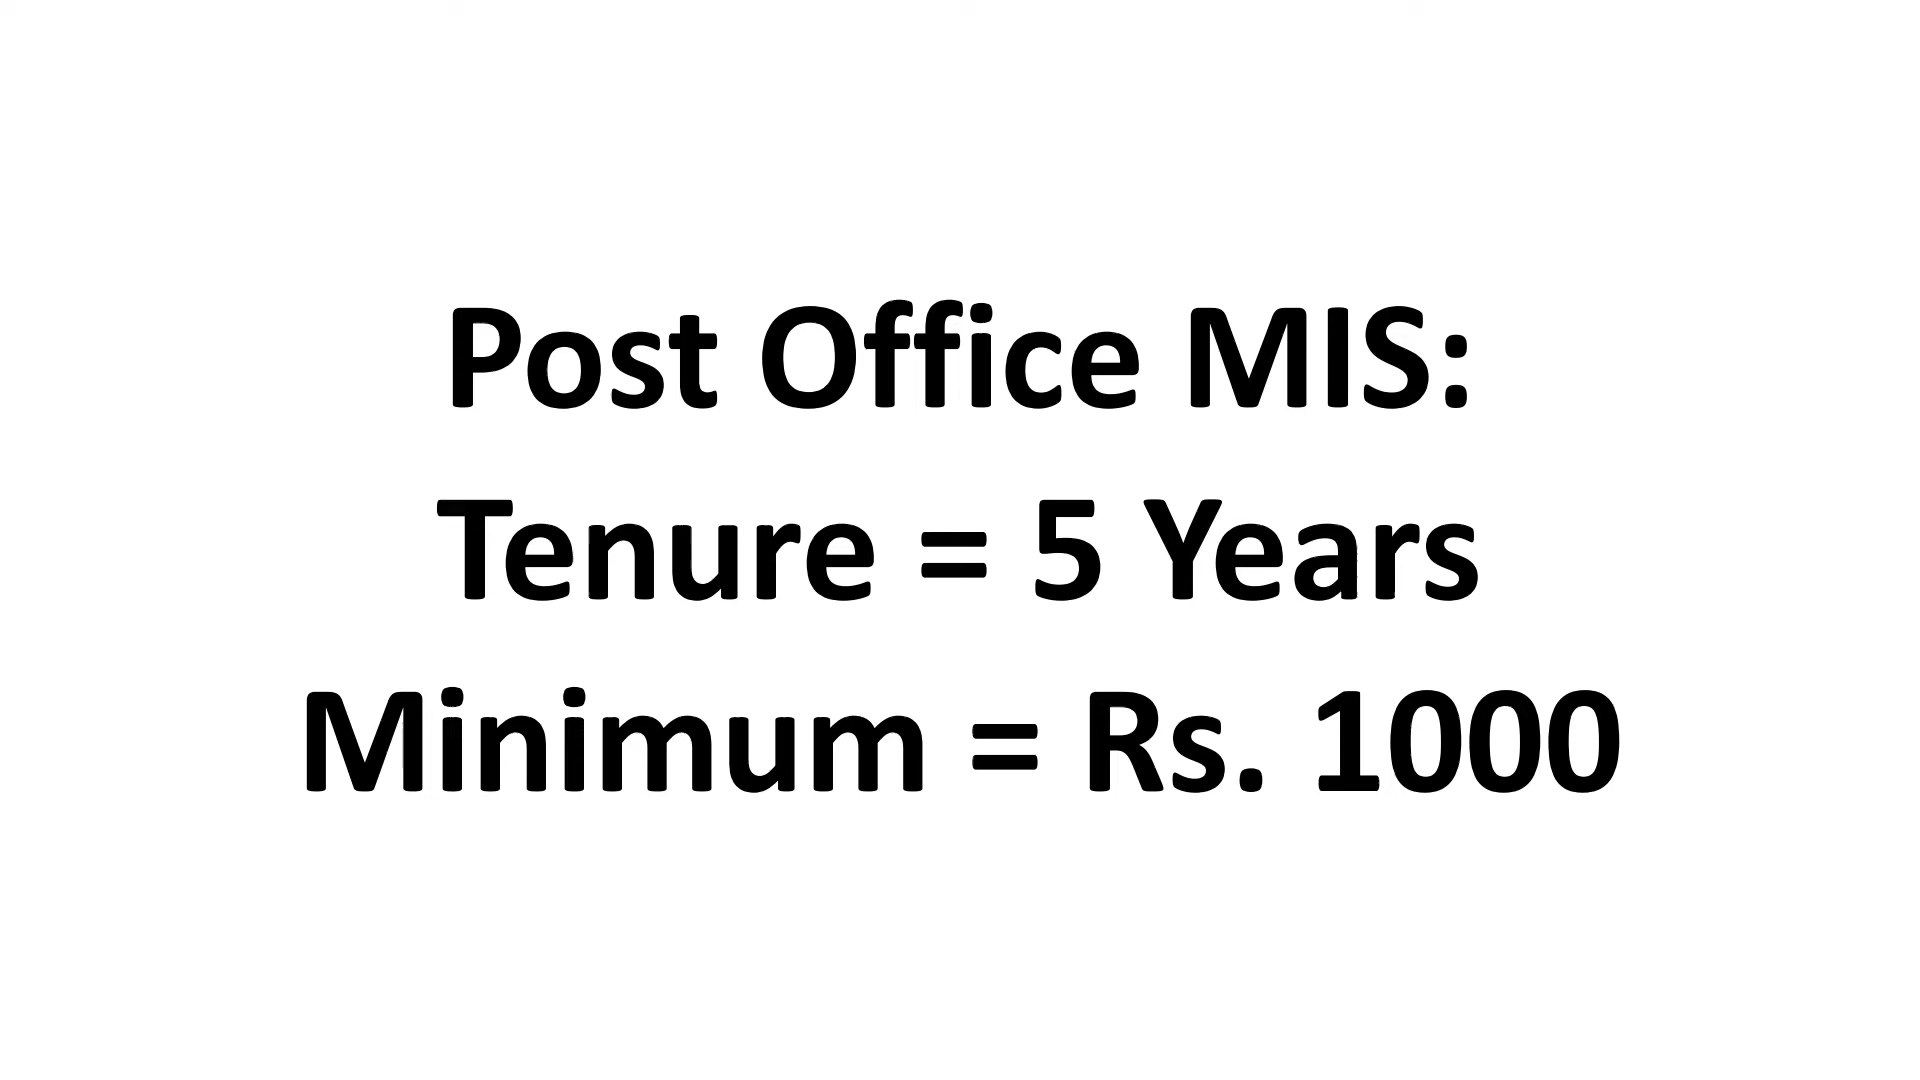 Post Office MIS:
Tenure = 5 Years
Minimum = Rs. 1000